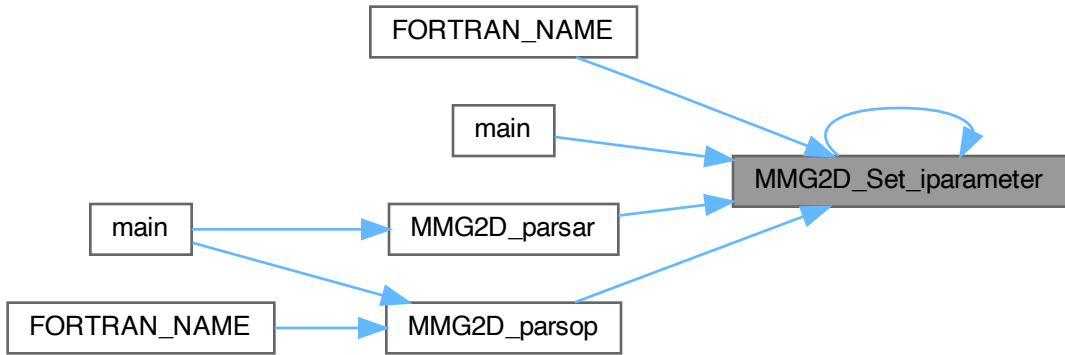 FORTRAN_NAME
main
MMG2D_Set_iparameter
main
MMG2D_parsar
FORTRAN_NAME
MMG2D_parsop